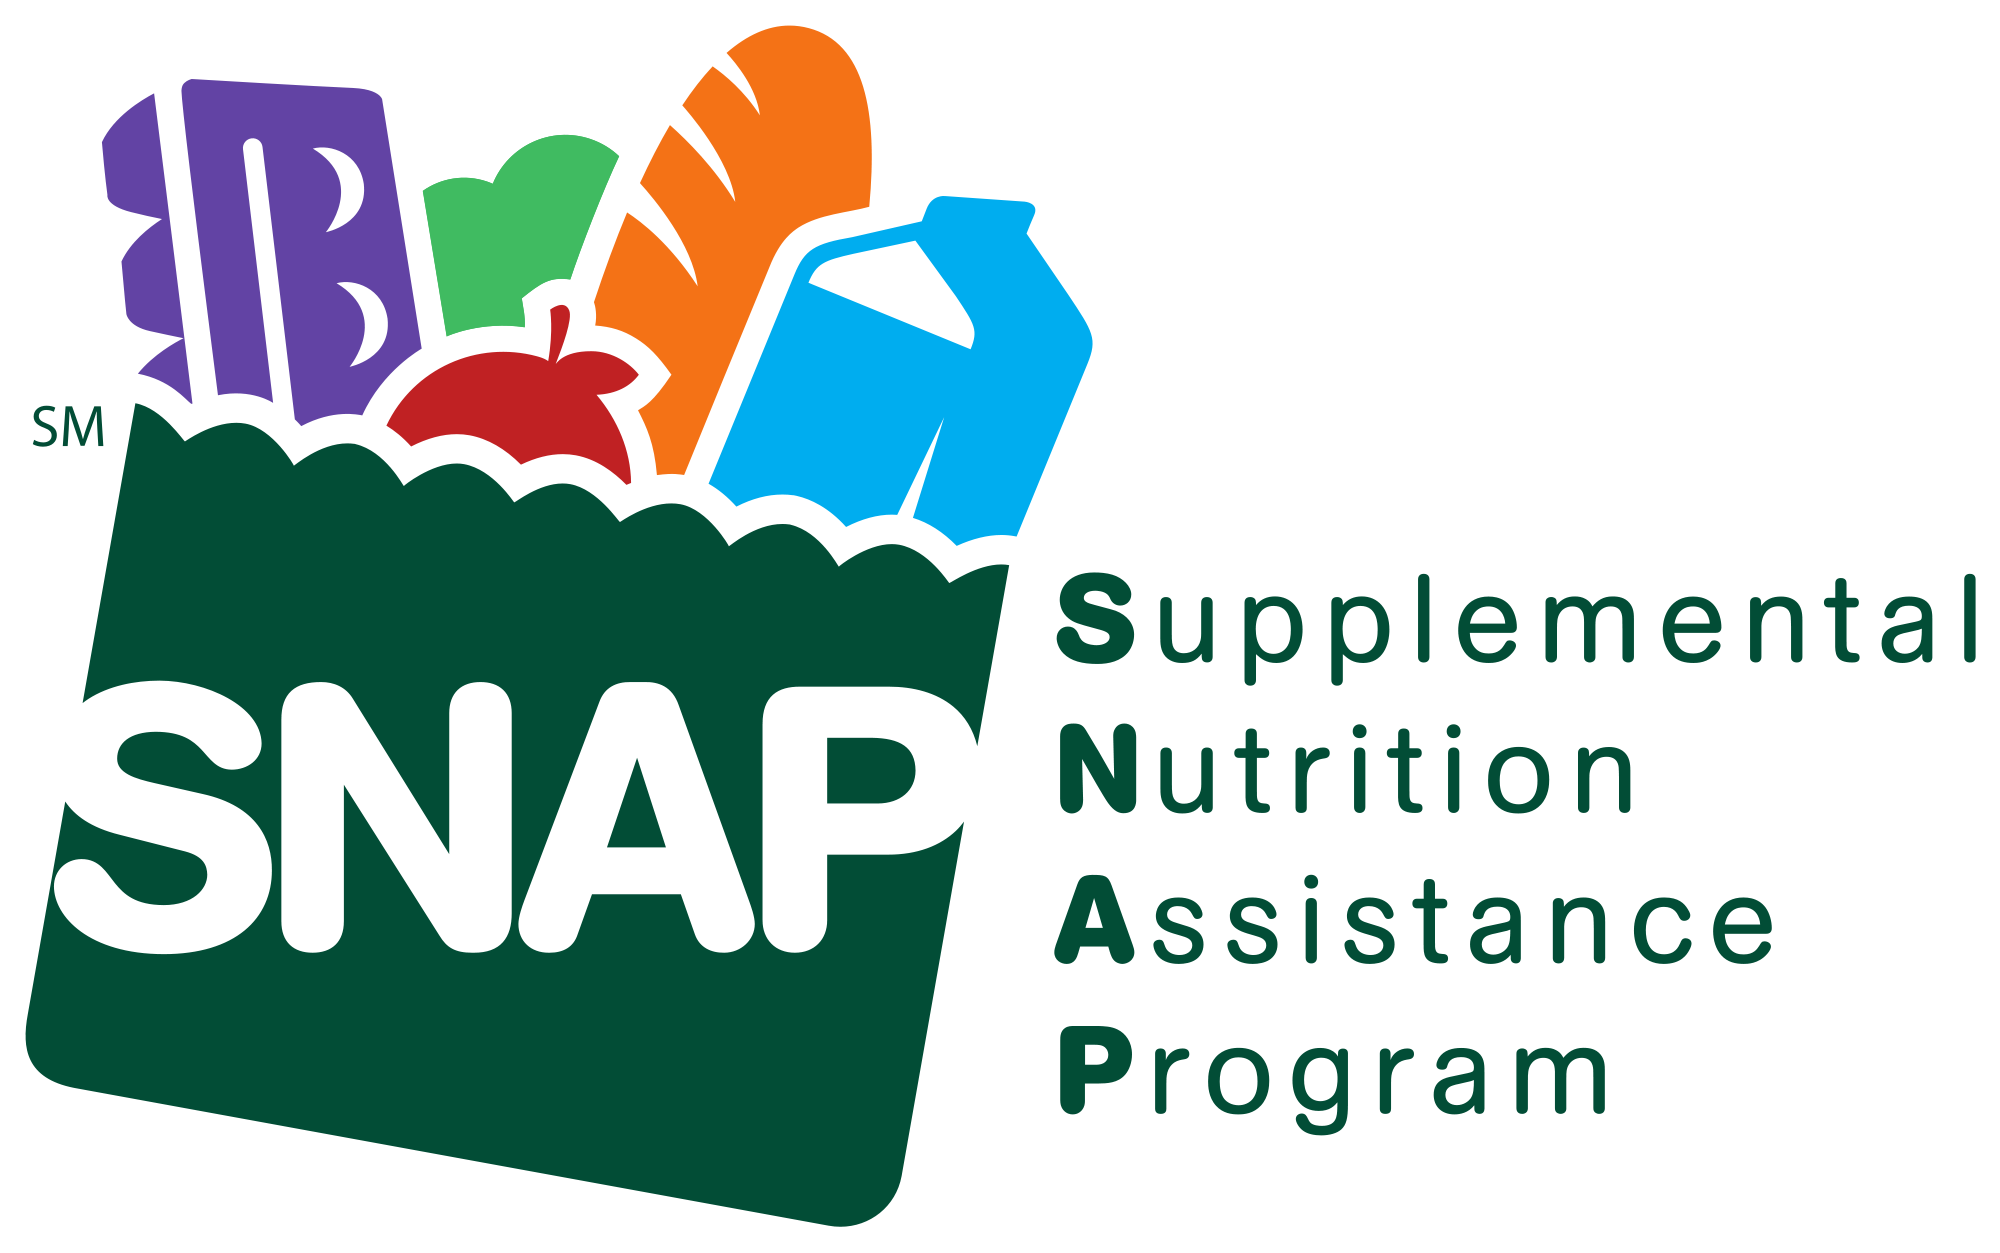 SM
SNAP
Supplemental
Nutrition
Assistance
Program